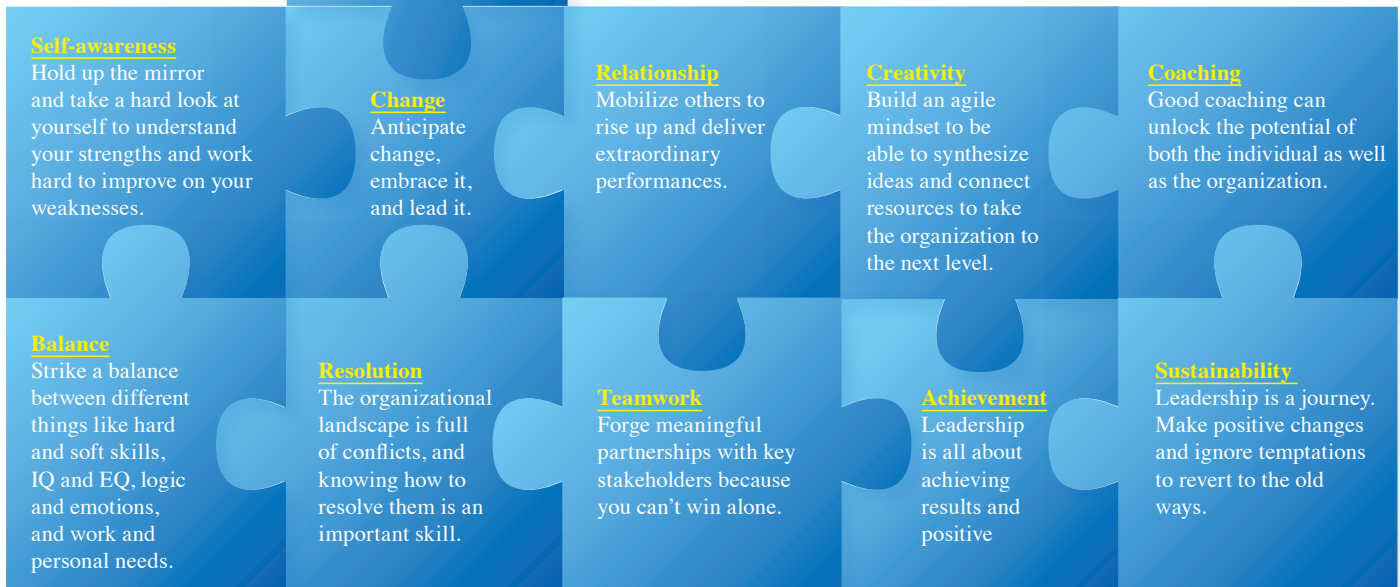 Self-awareness
Hold up the mirror
and take a hard look at
yourself to understand
your strengths and work
hard to improve on your
weaknesses.
Change
Anticipate
change,
embrace it,
and lead it.
Relationship
Mobilize others to
rise up and deliver
extraordinary
performances.
Creativity
Build an agile
mindset to be
able to synthesize
ideas and connect
resources to take
the organization to
the next level.
Coaching
Good coaching can
unlock the potential of
both the individual as well
as the organization.
Balance
Strike a balance
between different
things like hard
and soft skills,
IQ and EQ, logic
and emotions,
and work and
personal needs.
Resolution
The organizational
landscape is full
of conflicts, and
knowing how to
resolve them is an
important skill.
Teamwork
Forge meaningful
partnerships with key
stakeholders because
you can’t win alone.
Achievement
Leadership
is all about
achieving
results and
positive
Sustainability
Leadership is a journey.
Make positive changes
and ignore temptations
to revert to the old
ways.